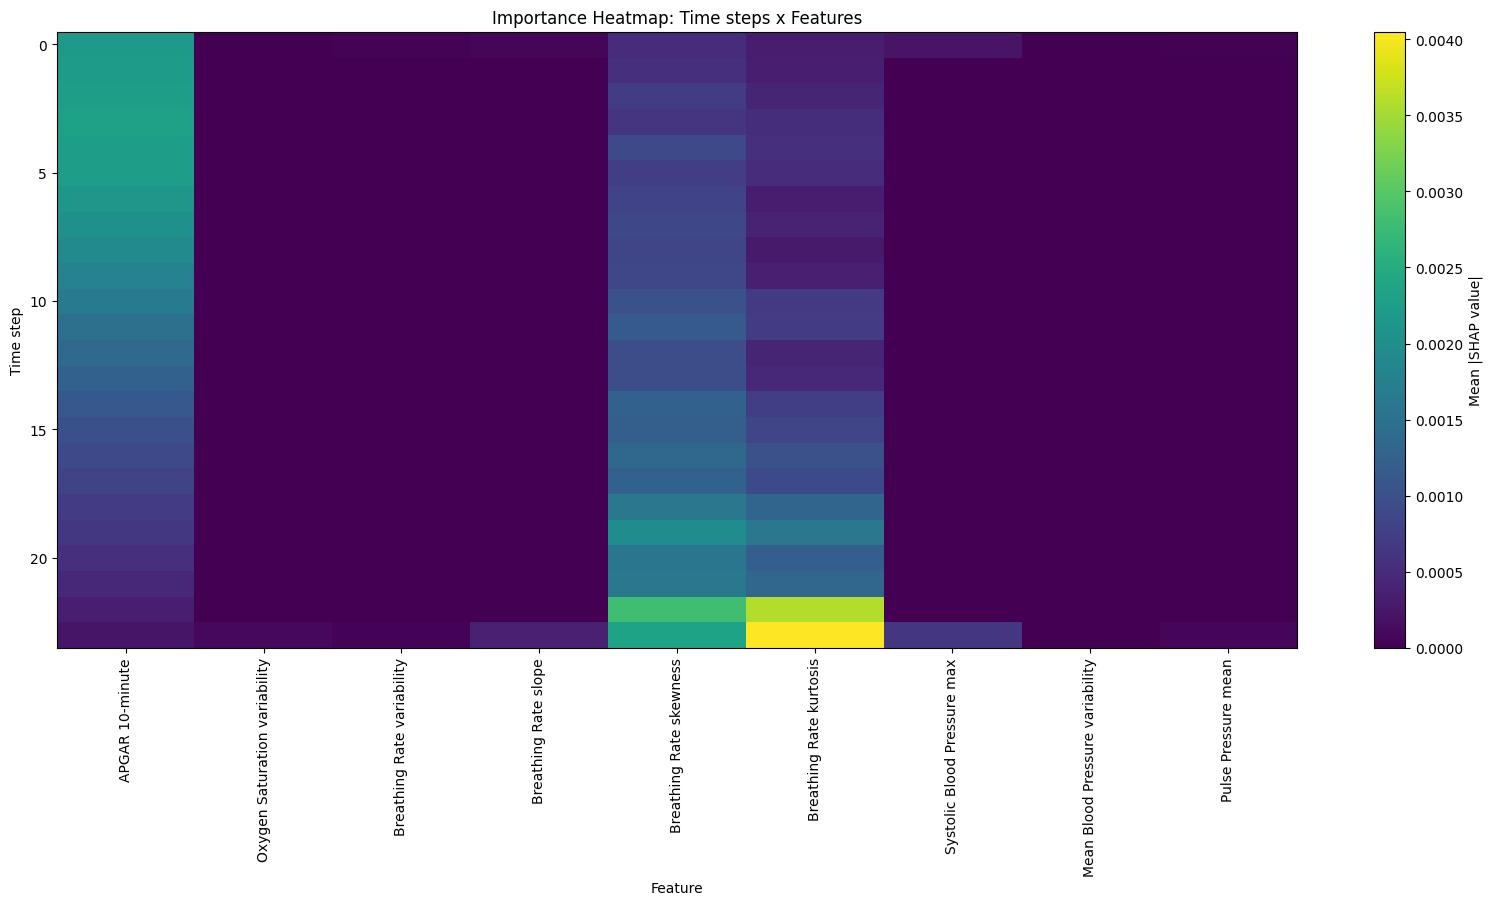 Importance Heatmap: Time steps x Features
Time step
0
5
10
15
20
APGAR 10-minute
Oxygen Saturation variability
Breathing Rate variability
Breathing Rate slope
Breathing Rate skewness
Breathing Rate kurtosis
Systolic Blood Pressure max
Mean Blood Pressure variability
Pulse Pressure mean
Feature
0.0040
0.0035
0.0030
0.0025
0.0020
0.0015
0.0010
0.0005
0.0000
Mean |SHAP value|